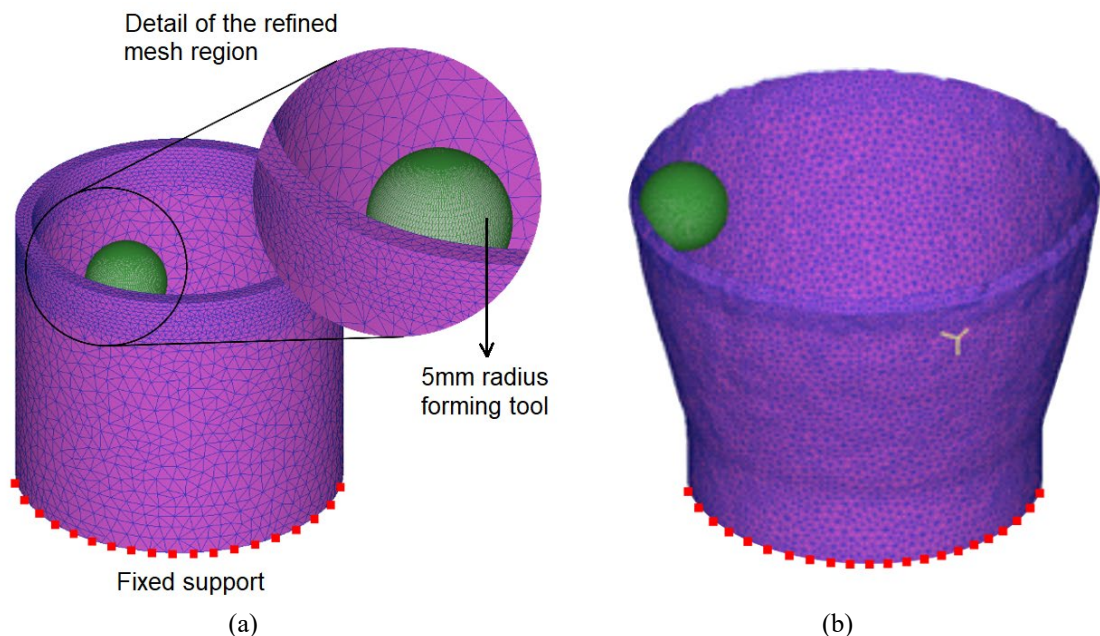 Detail of the refined
mesh region
5mm radius
forming tool
Fixed support
(a)
(b)